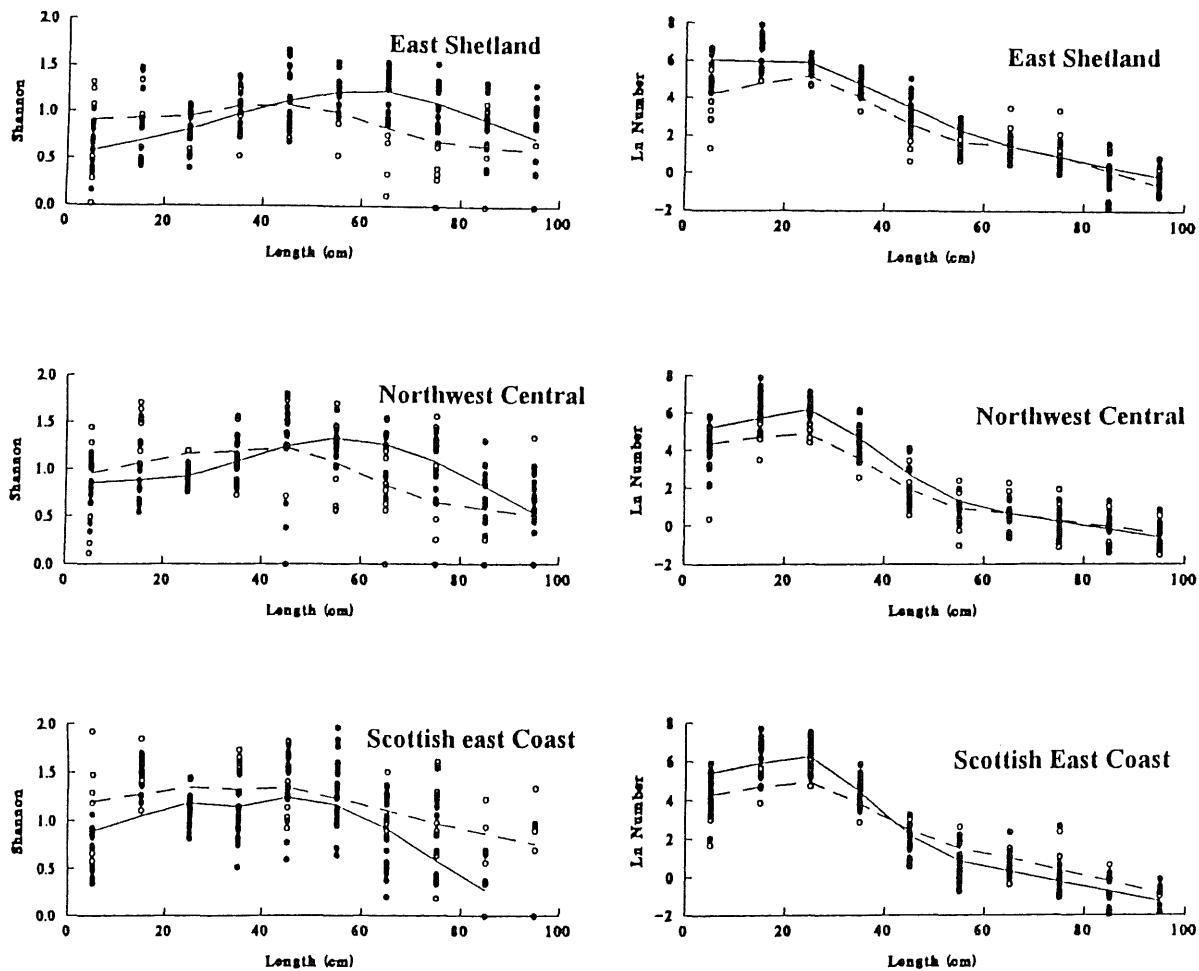 East Shetland
Shannon
2.0
1.5
1.0
0.5
0.0
0 20 40 60 80 100
Length (cm)
East Shetland
Ln Number
8
6
4
2
0
-2
0 20 40 60 80 100
Length (cm)
Northwest Central
Shannon
2.0
1.5
1.0
0.5
0.0
0 20 40 60 80 100
Length (cm)
Northwest Central
Ln Number
8
6
4
2
0
-2
0 20 40 60 80 100
Length (cm)
Scottish east Coast
Shannon
2.0
1.5
1.0
0.5
0.0
0 20 40 60 80 100
Length (cm)
Scottish East Coast
Ln Number
8
6
4
2
0
-2
0 20 40 60 80 100
Length (cm)